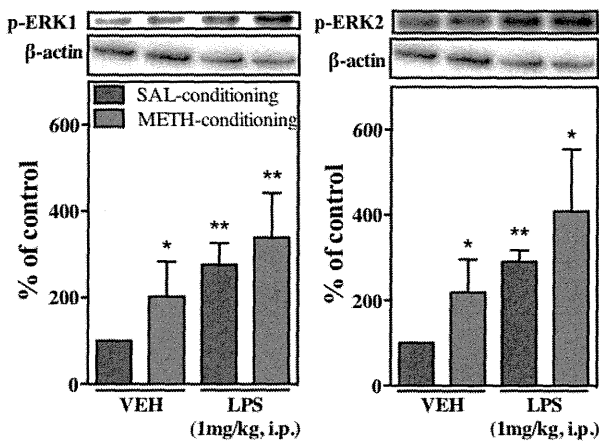 p-ERK1
β-actin
SAL-conditioning
METH-conditioning
% of control
600
400
200
0
*
**
**
VEH
LPS
(1mg/kg, i.p.)
p-ERK2
β-actin
% of control
600
400
200
0
*
**
*
VEH
LPS
(1mg/kg, i.p.)